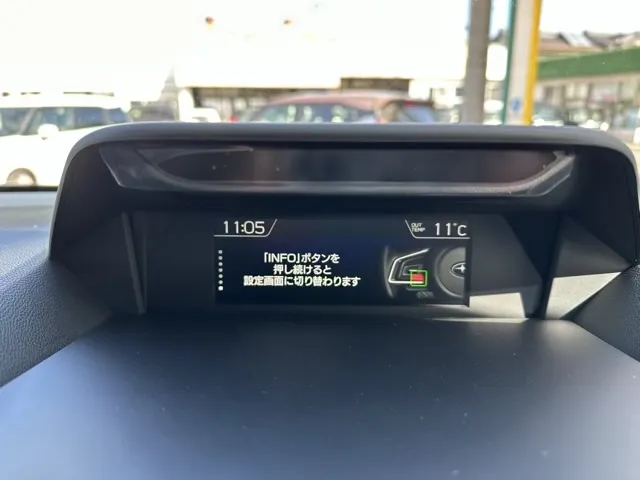 11:05
OUT
TEMP
11℃
「INFO」ボタンを
押し続けると
設定画面に切り替わります